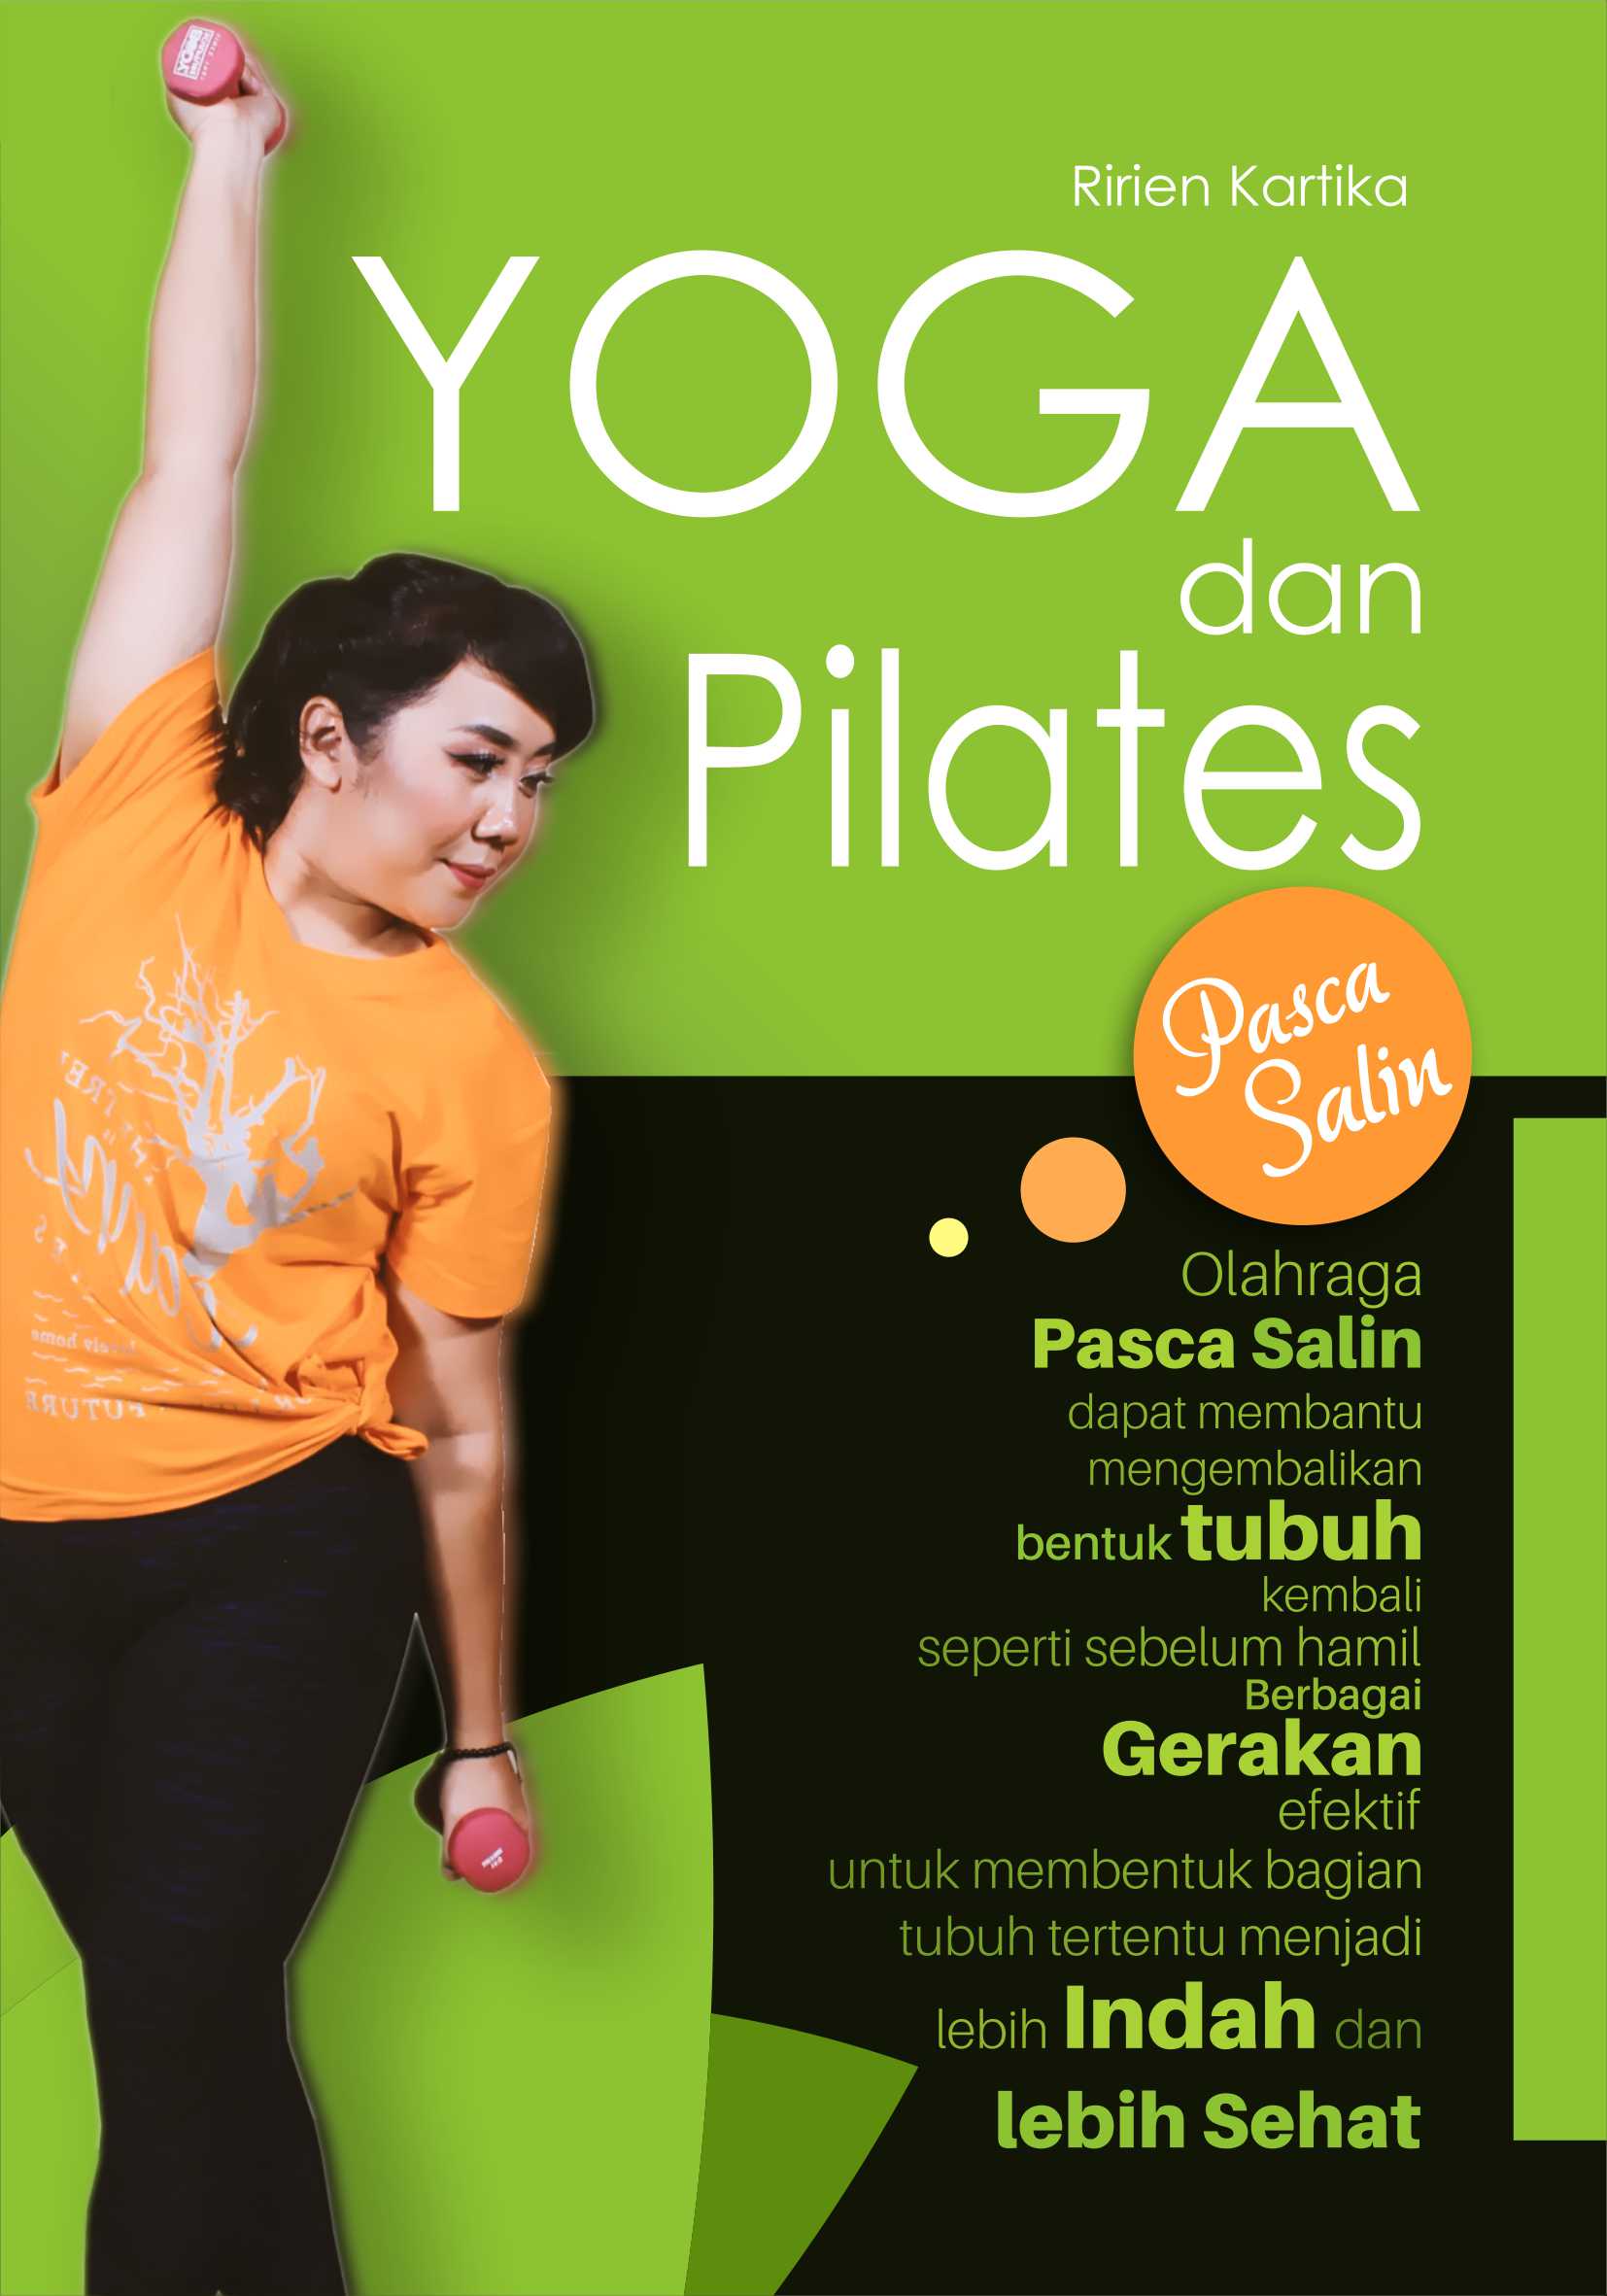 Ririen Kartika
YOGA
dan
Pilates
Pasca
Salin
Olahraga
Pasca Salin
dapat membantu
mengembalikan
bentuk tubuh
kembali
seperti sebelum hamil
Berbagai
Gerakan
efektif
untuk membentuk bagian
tubuh tertentu menjadi
lebih Indah dan
lebih Sehat
FUTURE